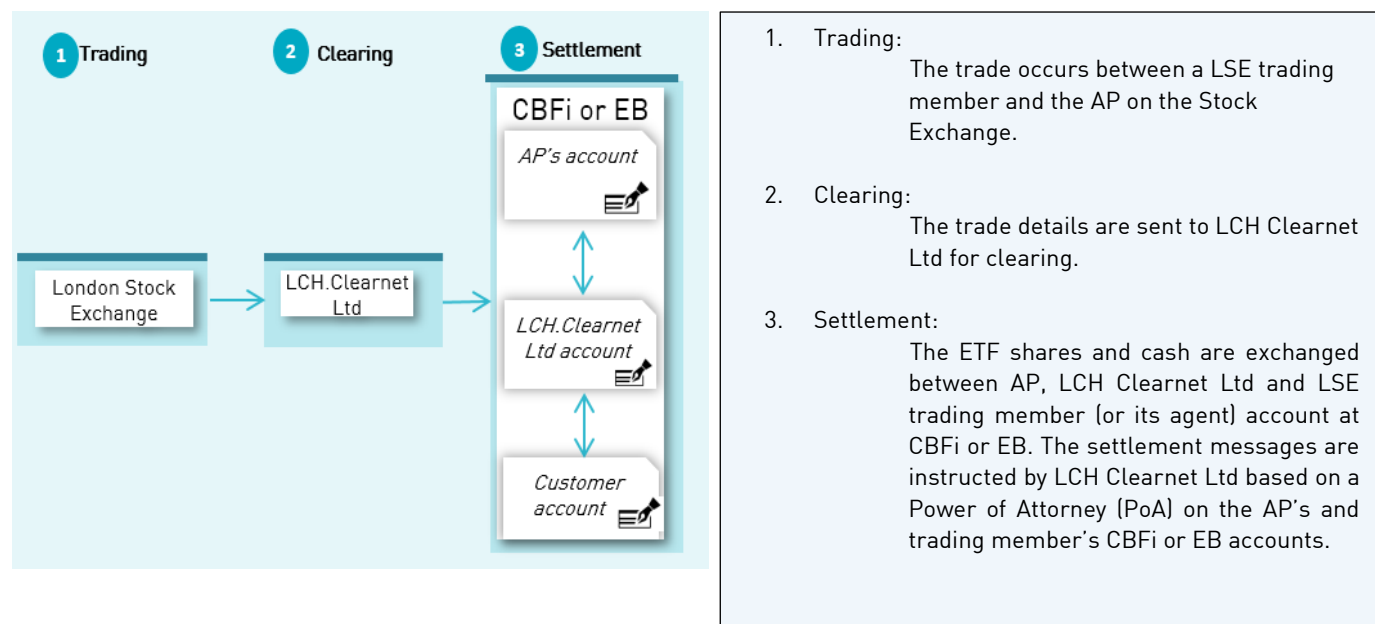 1 Trading
2 Clearing
3 Settlement
London Stock
Exchange
LCH.Clearnet
Ltd
CBFi or EB
AP's account
LCH.Clearnet
Ltd account
Customer
account
1. Trading:
The trade occurs between a LSE trading
member and the AP on the Stock
Exchange.
2. Clearing:
The trade details are sent to LCH Clearnet
Ltd for clearing.
3. Settlement:
The ETF shares and cash are exchanged
between AP, LCH Clearnet Ltd and LSE
trading member (or its agent) account at
CBFi or EB. The settlement messages are
instructed by LCH Clearnet Ltd based on a
Power of Attorney (PoA) on the AP's and
trading member's CBFi or EB accounts.